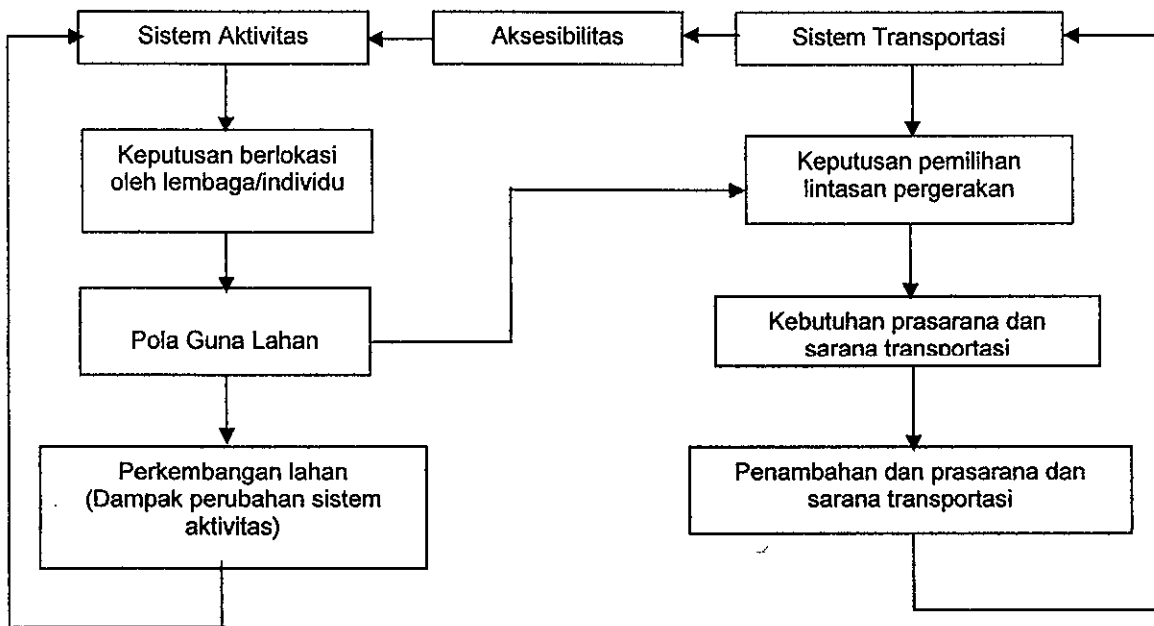 Sistem Aktivitas
Aksesibilitas
Sistem Transportasi
Keputusan berlokasi
oleh lembaga/individu
Keputusan pemilihan
lintasan pergerakan
Pola Guna Lahan
Kebutuhan prasarana dan
sarana transportasi
Perkembangan lahan
(Dampak perubahan sistem
aktivitas)
Penambahan dan prasarana dan
sarana transportasi